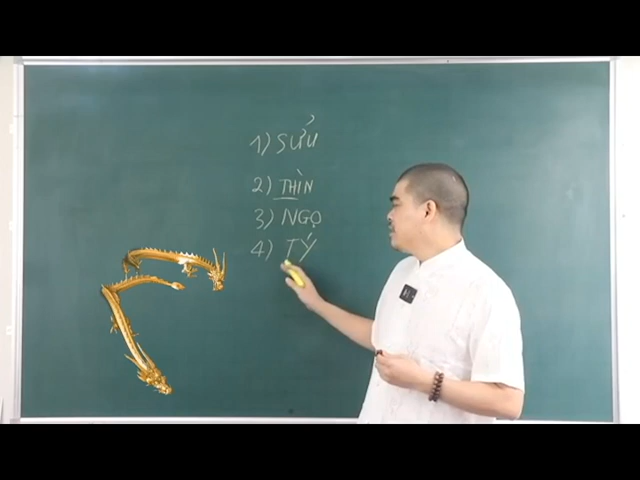 1) SỬU
2) THÌN
3) NGỌ
4) TÝ